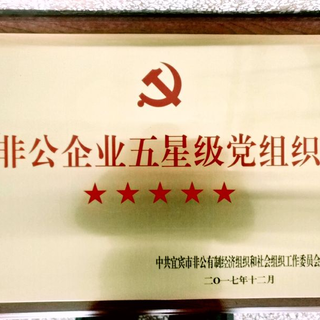 非公企业五星级党组织
中共宜宾市非公有制经济组织和社会组织工作委员会
二〇一七年十二月